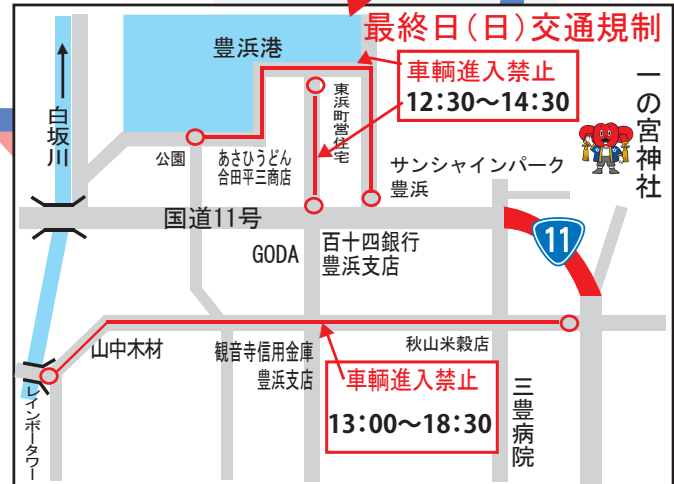 最終日(日)交通規制
豊浜港
車輌進入禁止
12:30〜14:30
一の宮神社
白坂川
東浜町営住宅
公園
あさひうどん
合田平三商店
サンシャインパーク
豊浜
国道11号
11
GODA
百十四銀行
豊浜支店
山中木材
観音寺信用金庫
豊浜支店
秋山米穀店
車輌進入禁止
13:00〜18:30
三豊病院
レインボータワー